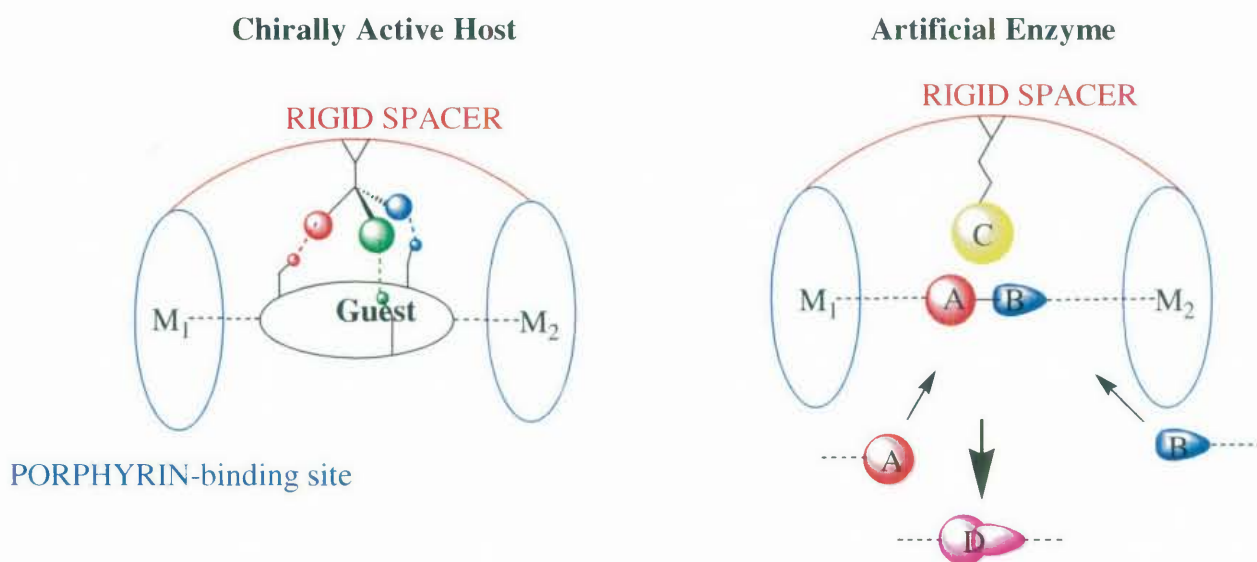 Chirally Active Host
Artificial Enzyme
RIGID SPACER
RIGID SPACER
C
M1
Guest
M2
M1
A
B
M2
A
B
PORPHYRIN-binding site
D